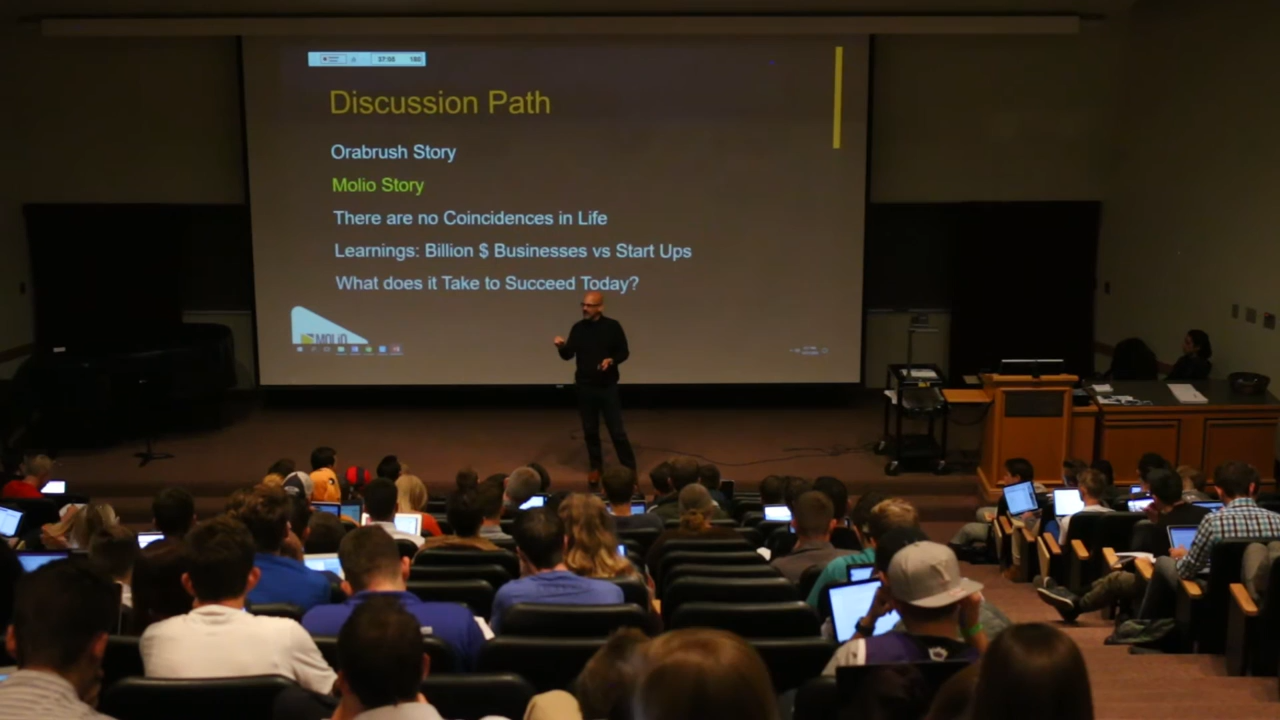 Discussion Path
Orabrush Story
Molio Story
There are no Coincidences in Life
Learnings: Billion $ Businesses vs Start Ups
What does it Take to Succeed Today?
MOLIO